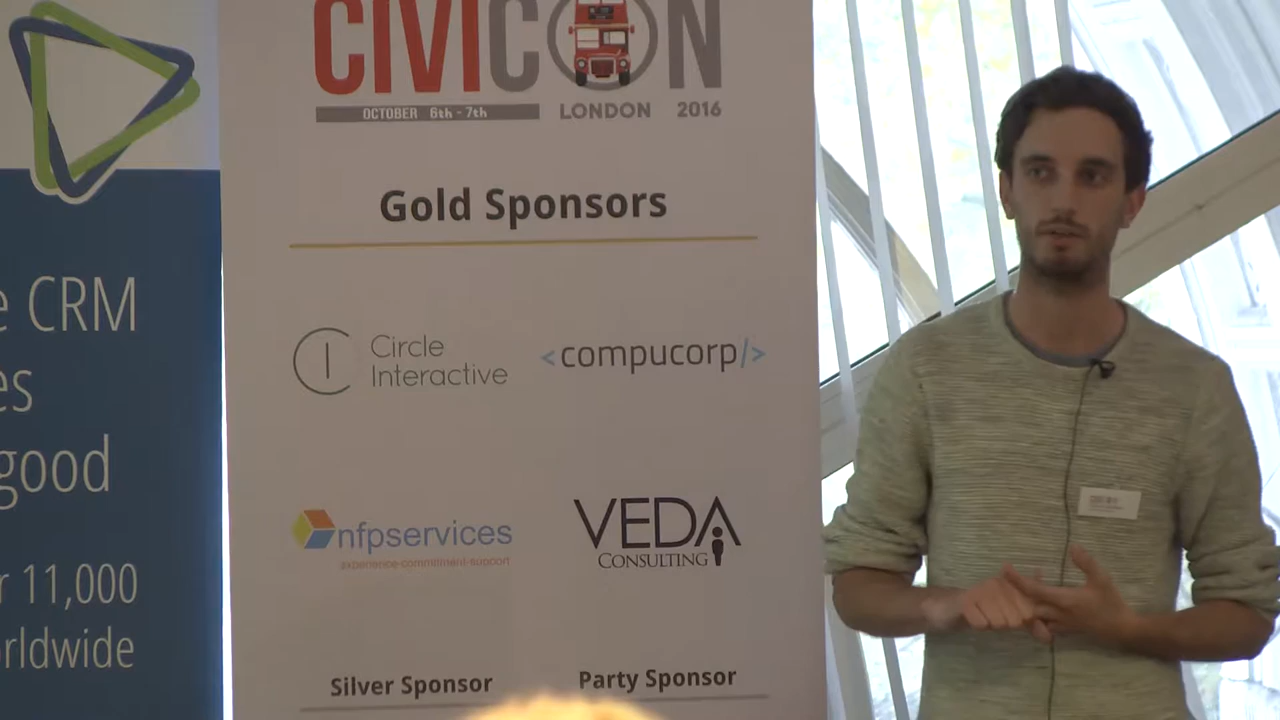 e CRM
es
good
r 11,000
orldwide
CIVICON
OCTOBER 6th - 7th LONDON 2016
Gold Sponsors
Circle
Interactive
<compucorp/>
nfpservices
experience-commitment-support
VEDA
CONSULTING
Silver Sponsor
Party Sponsor